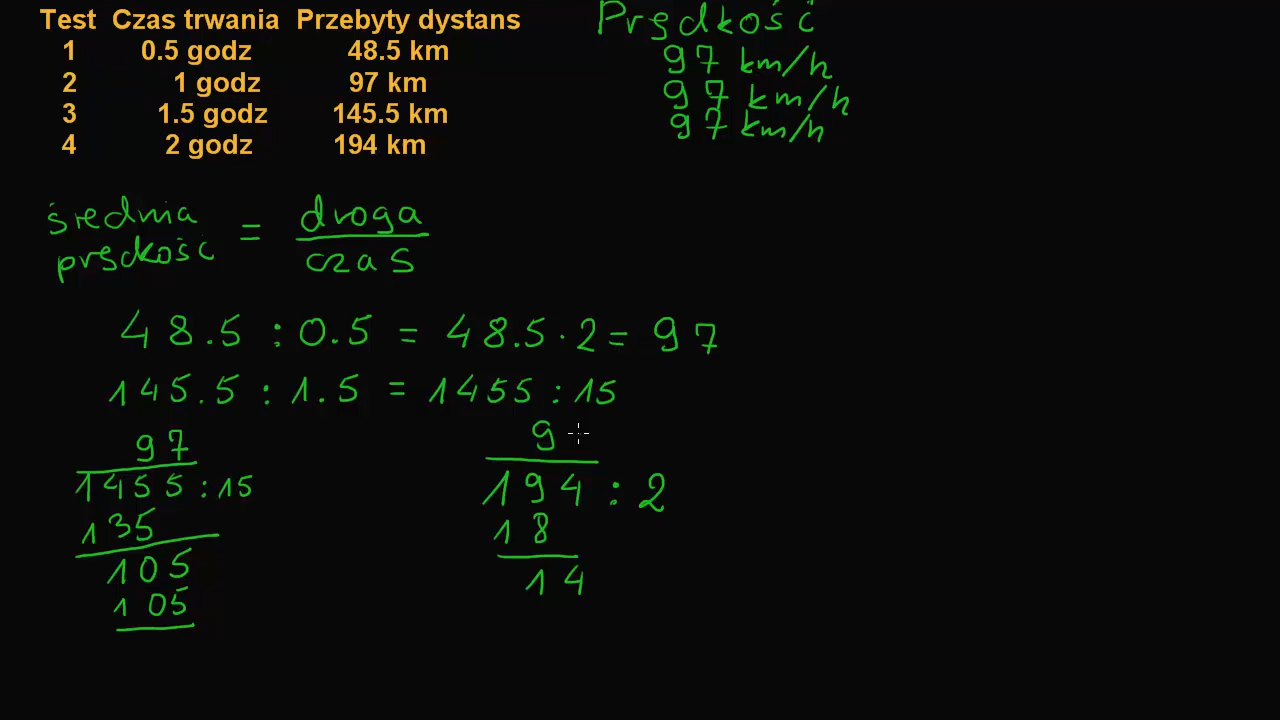 Test Czas trwania Przebyty dystans
1 0.5 godz 48.5 km
2 1 godz 97 km
3 1.5 godz 145.5 km
4 2 godz 194 km
Prędkość
97 km/h
97 km/h
97 km/h
średnia prędkość = droga / czas
48.5 : 0.5 = 48.5 · 2 = 97
145.5 : 1.5 = 1455 : 15
97
1455 : 15
135
105
105
9
194 : 2
18
14